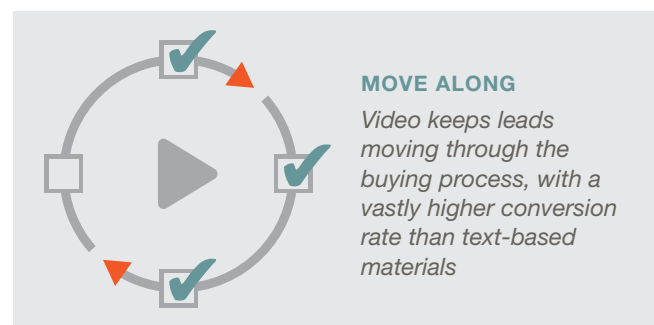 MOVE ALONG
Video keeps leads
moving through the
buying process, with a
vastly higher conversion
rate than text-based
materials